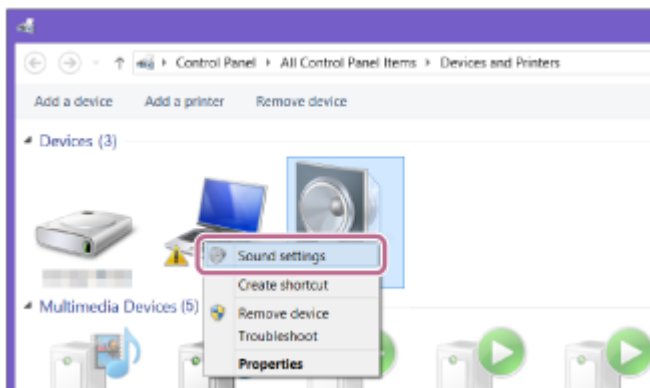 Control Panel ▸ All Control Panel Items ▸ Devices and Printers
Add a device Add a printer Remove device
Devices (3)
Sound settings
Create shortcut
Multimedia Devices (5)
Remove device
Troubleshoot
Properties